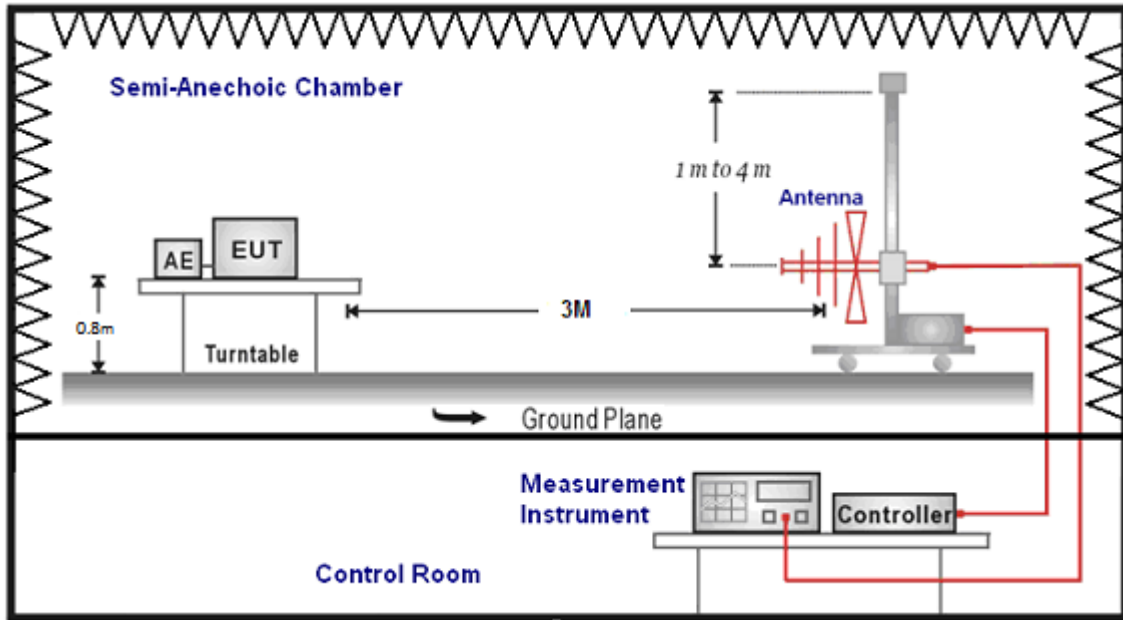 Semi-Anechoic Chamber
1 m to 4 m
Antenna
AE
EUT
3M
0.8m
Turntable
Ground Plane
Measurement
Instrument
Controller
Control Room